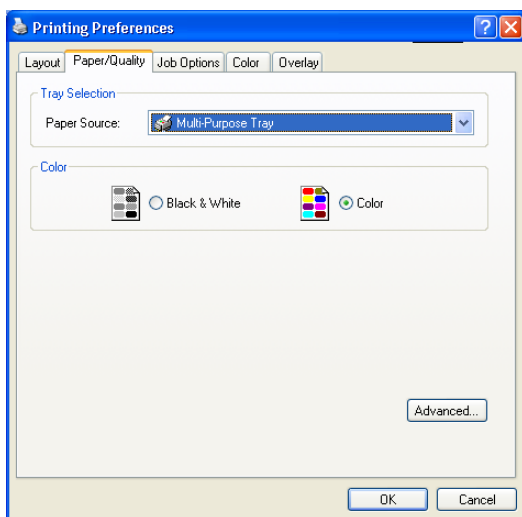 Printing Preferences
Layout Paper/Quality Job Options Color Overlay
Tray Selection
Paper Source: Multi-Purpose Tray
Color
Black & White Color
Advanced...
OK Cancel